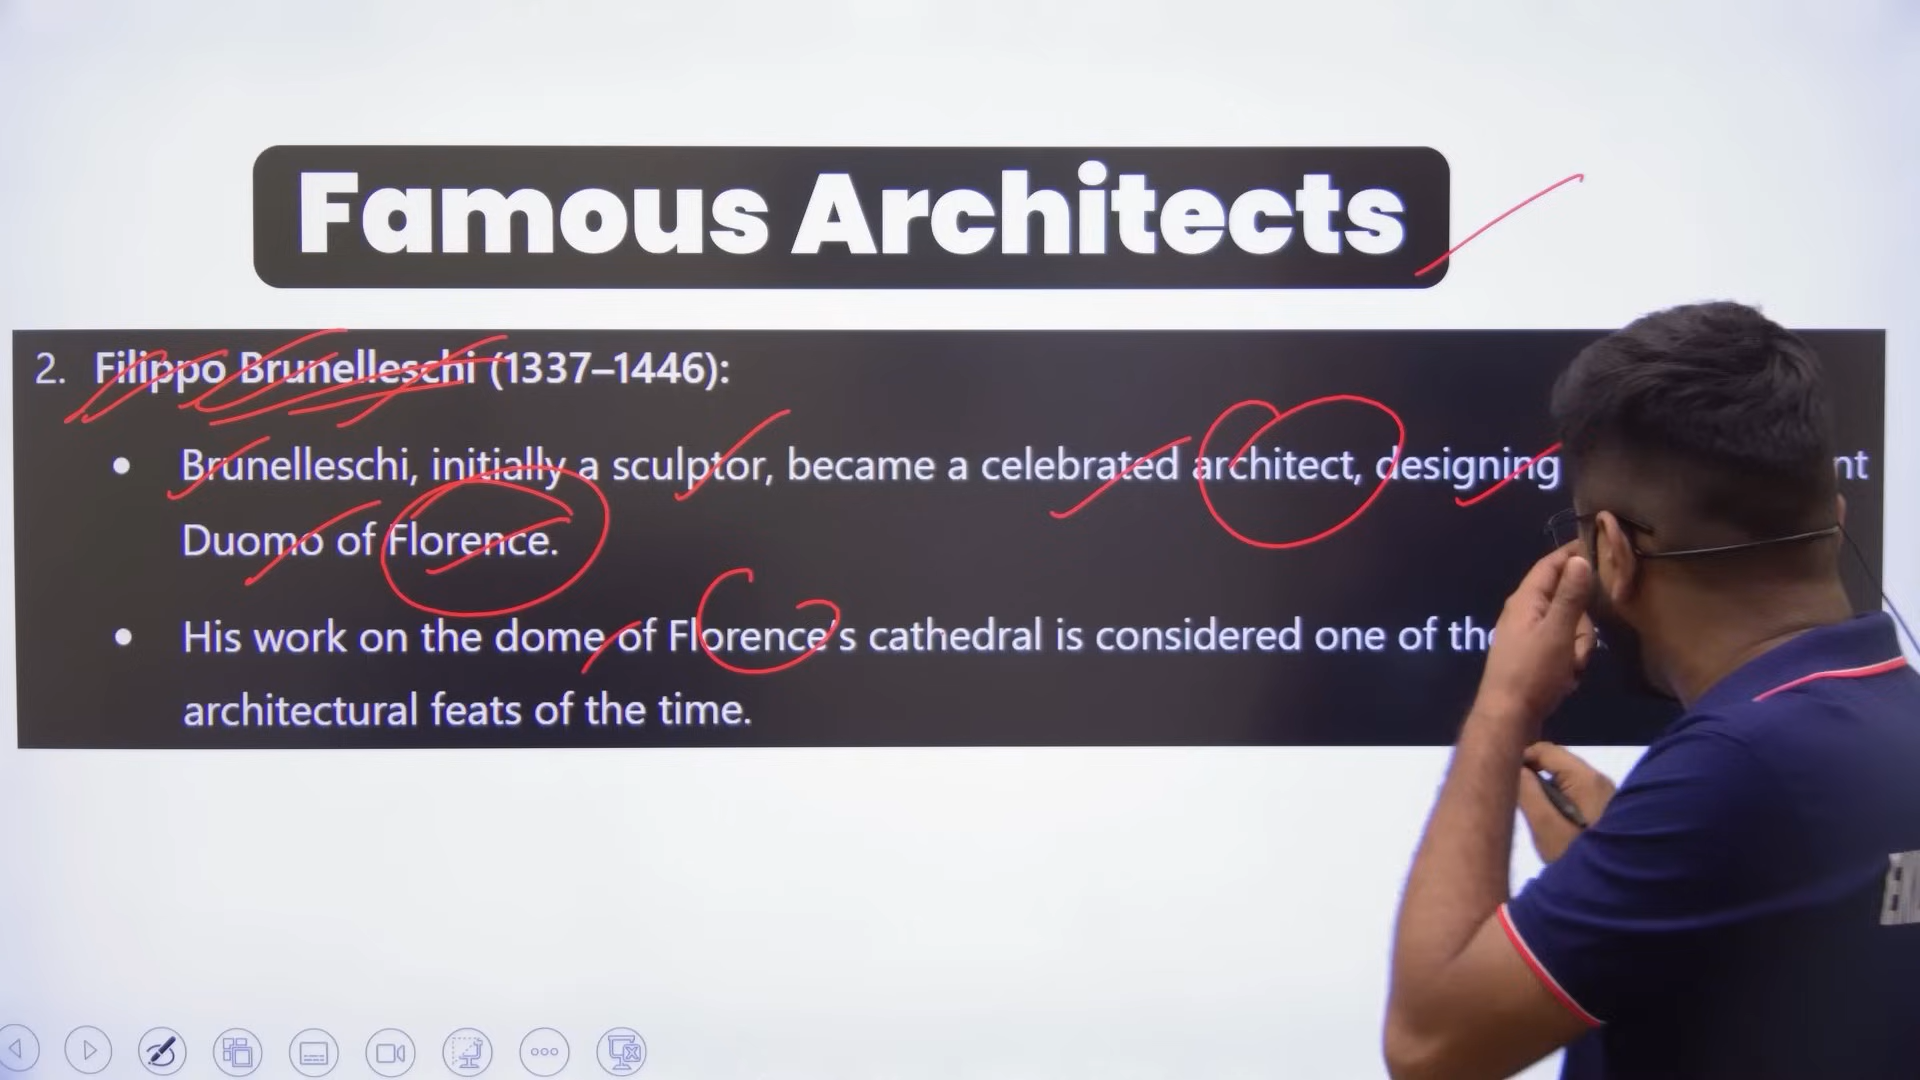 Famous Architects
2. Filippo Brunelleschi (1337–1446):
• Brunelleschi, initially a sculptor, became a celebrated architect, designing
Duomo of Florence.
• His work on the dome of Florence's cathedral is considered one of the
architectural feats of the time.